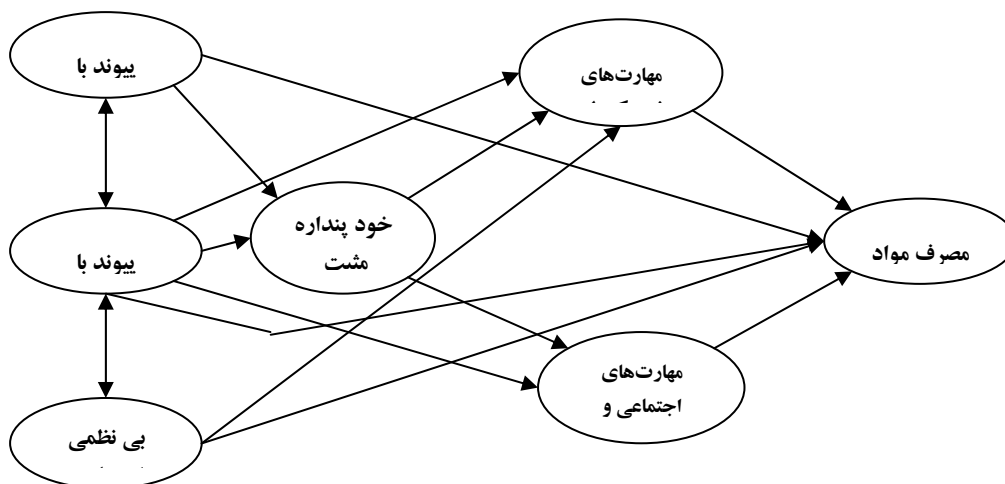 پیوند با
مهارت‌های
خود پنداره
مثبت
پیوند با
مصرف مواد
مهارت‌های
اجتماعی و
بی نظمی